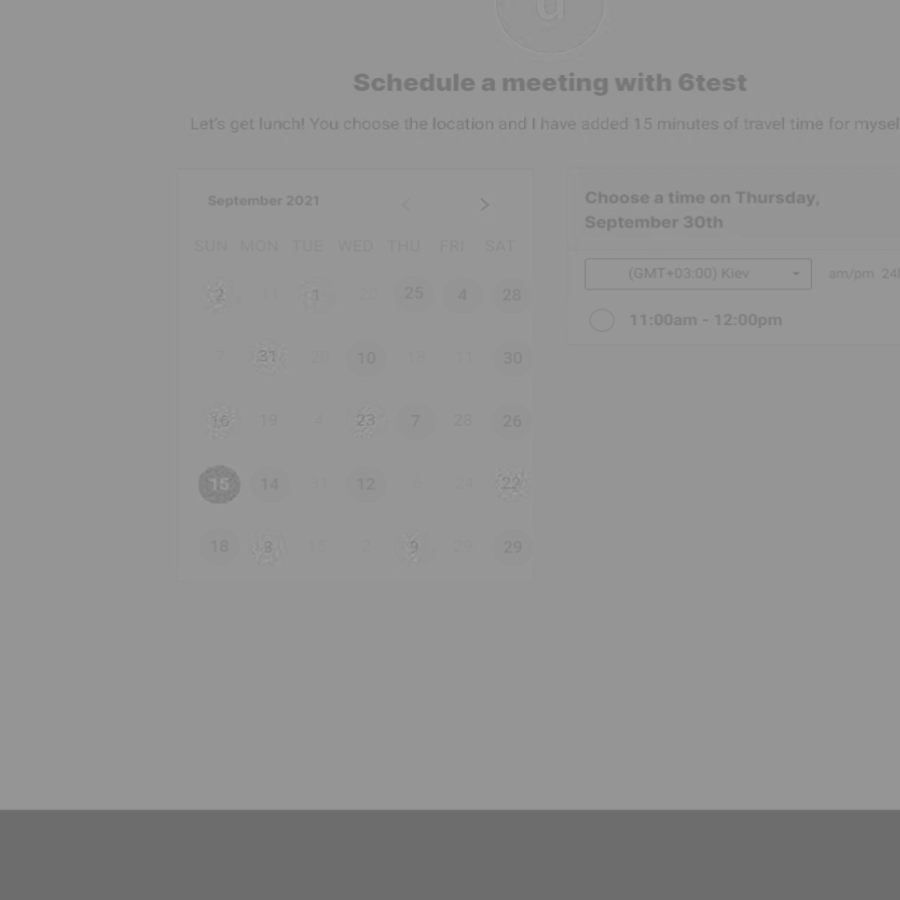 u
Schedule a meeting with 6test
Let's get lunch! You choose the location and I have added 15 minutes of travel time for mysel
September 2021 < >
SUN MON TUE WED THU FRI SAT
2 11 1 20 25 4 28
7 31 20 10 18 11 30
16 19 4 23 7 28 26
15 14 12 24 22
18 8 15 2 9 29 29
Choose a time on Thursday,
September 30th
(GMT+03:00) Kiev am/pm 24
11:00am - 12:00pm